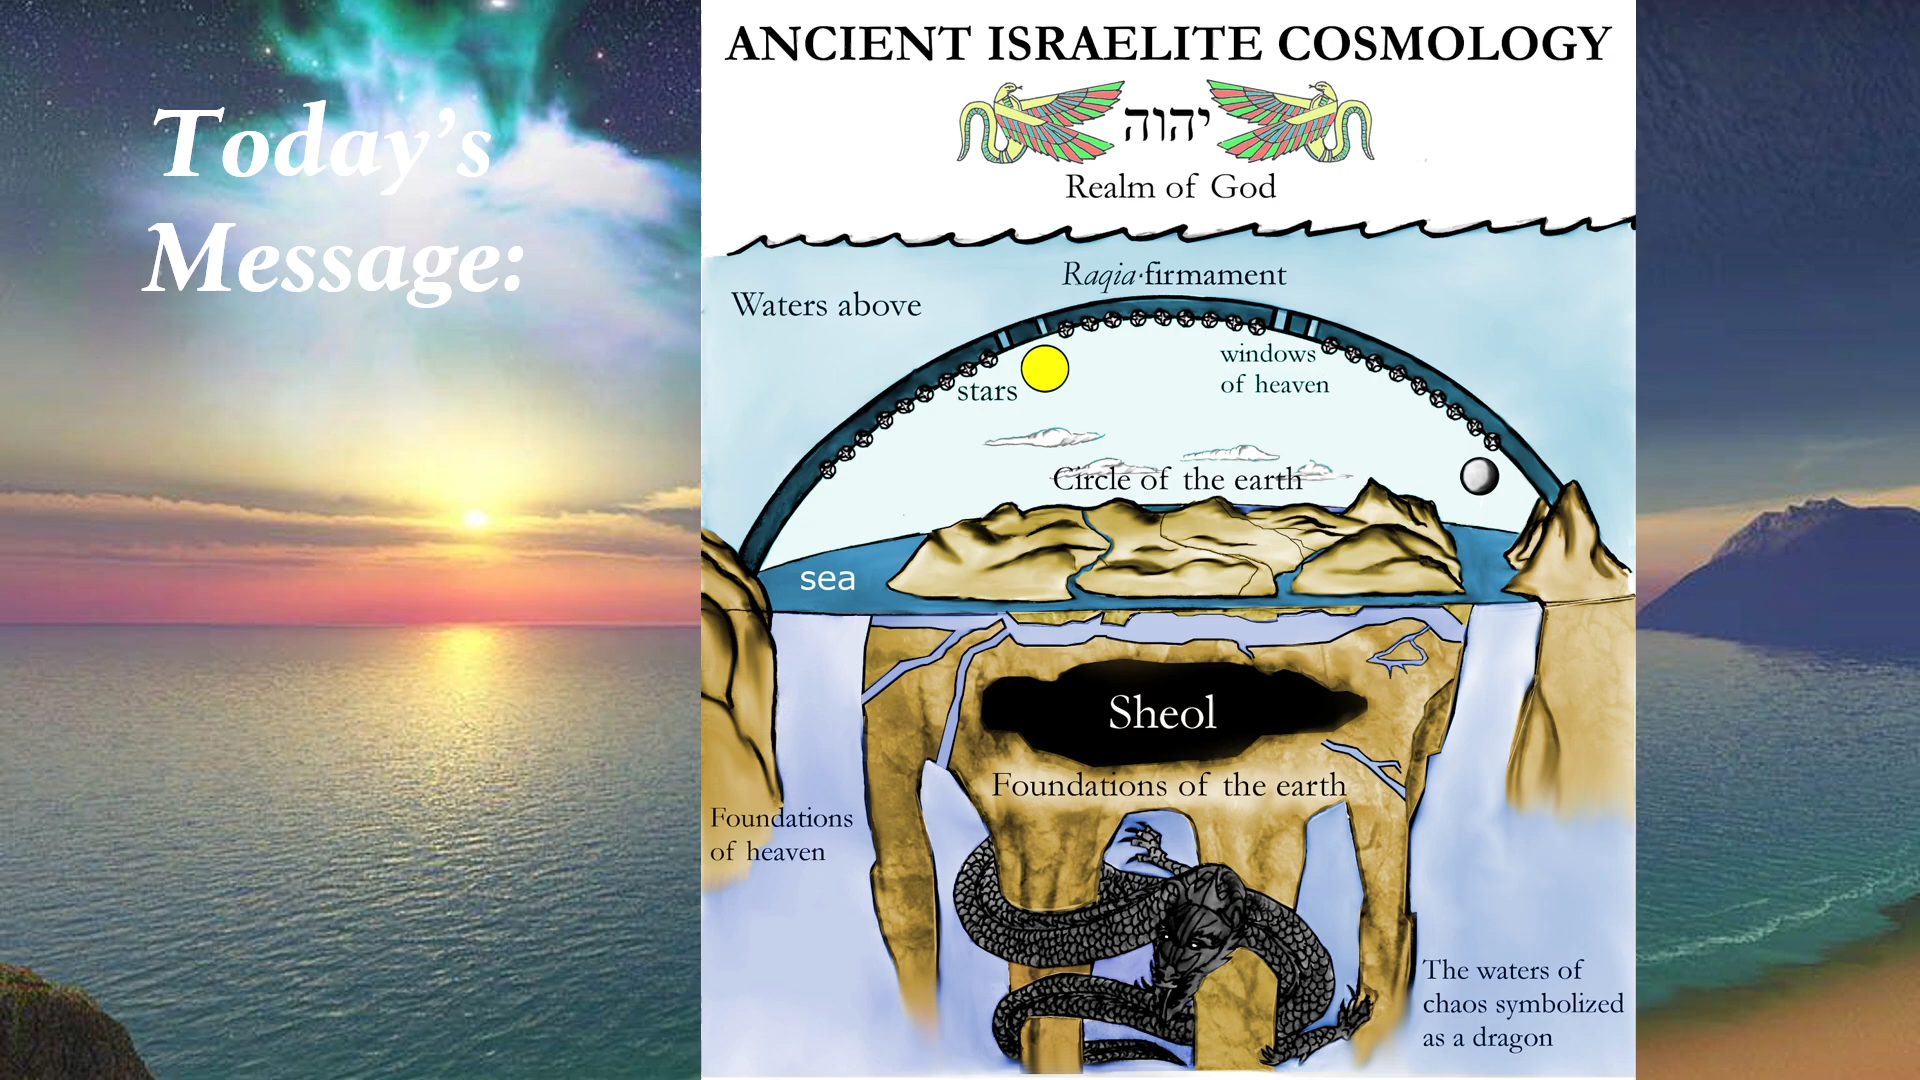 Today's
Message:
ANCIENT ISRAELITE COSMOLOGY
יהוה
Realm of God
Raqia·firmament
Waters above
windows
of heaven
stars
Circle of the earth
sea
Sheol
Foundations of the earth
Foundations
of heaven
The waters of
chaos symbolized
as a dragon